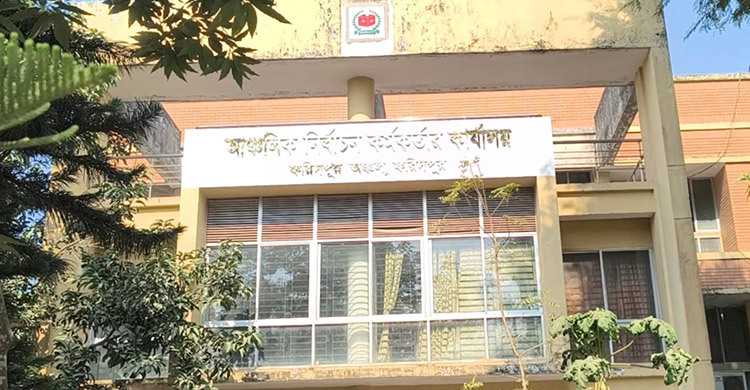 আঞ্চলিক নির্বাচন কর্মকর্তার কার্যালয়
ফরিদপুর অঞ্চল, ফরিদপুর